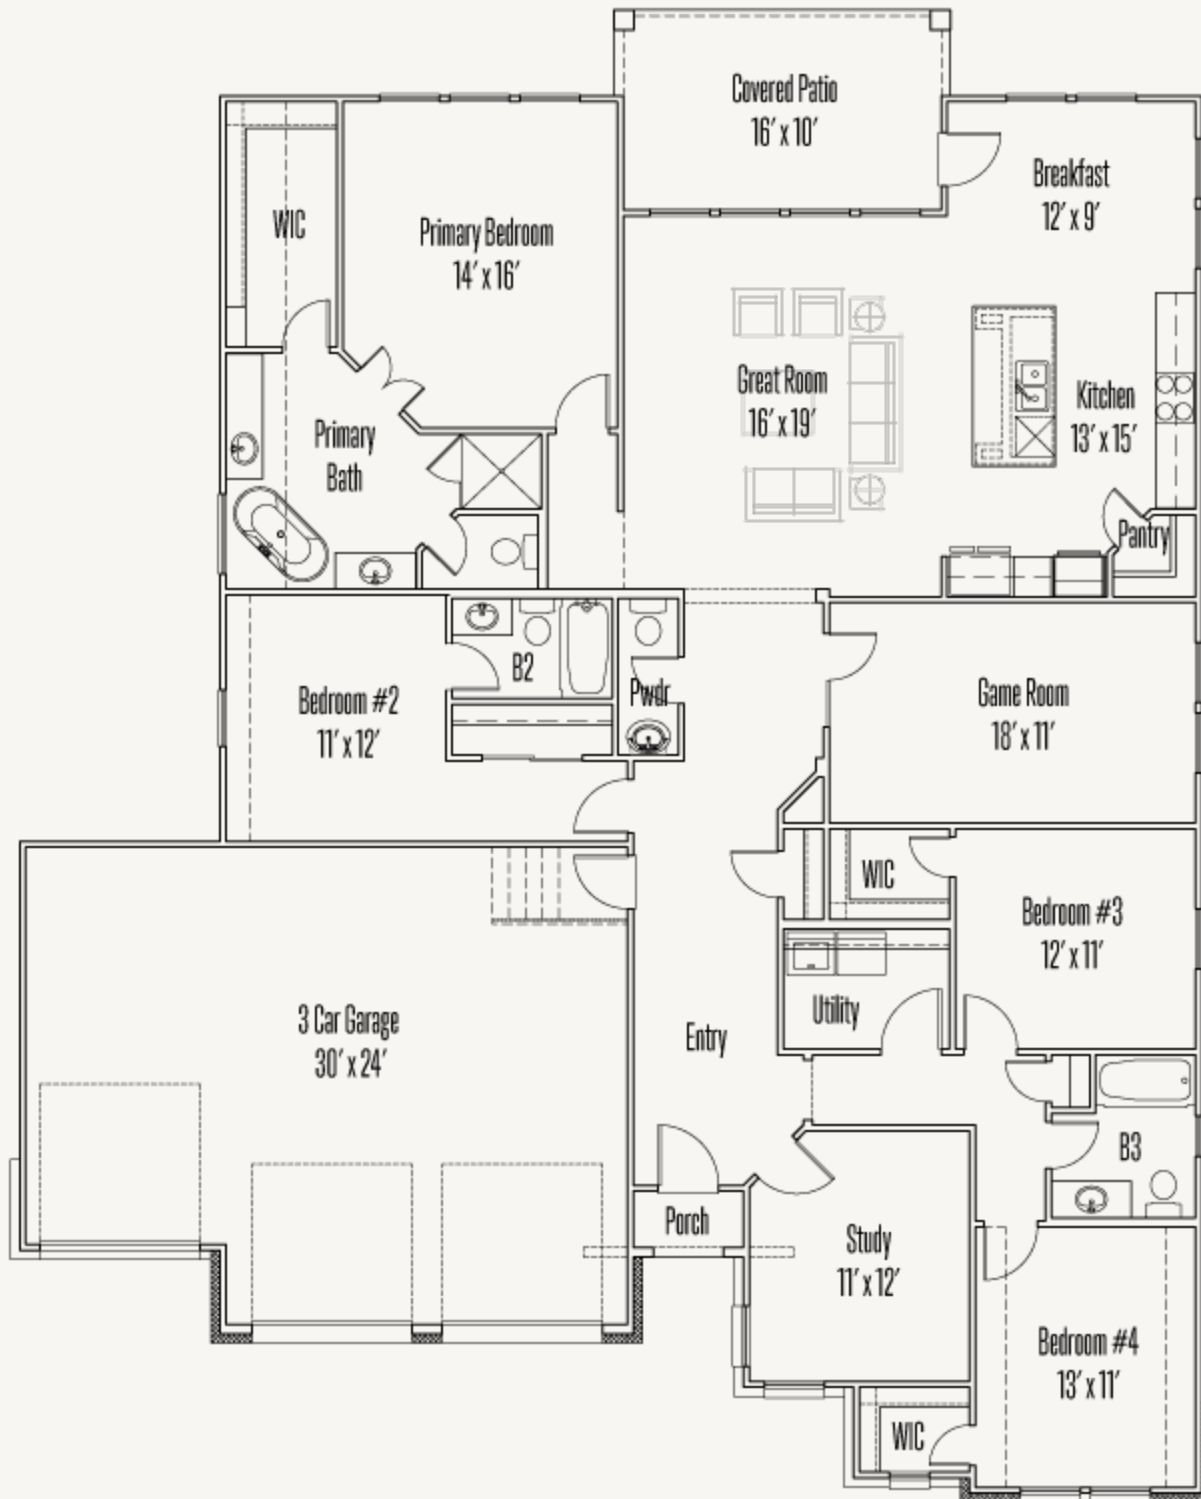 Covered Patio
16' x 10'
Breakfast
12' x 9'
WIC
Primary Bedroom
14' x 16'
Great Room
16' x 19'
Kitchen
13' x 15'
Primary
Bath
Pantry
B2
Pwdr
Bedroom #2
11' x 12'
Game Room
18' x 11'
WIC
Bedroom #3
12' x 11'
Utility
3 Car Garage
30' x 24'
Entry
B3
Porch
Study
11' x 12'
Bedroom #4
13' x 11'
WIC